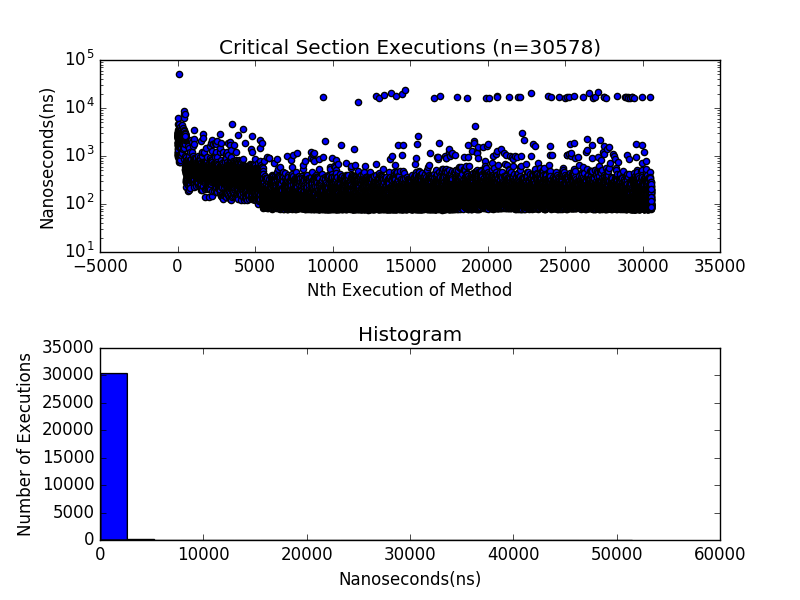 Critical Section Executions (n=30578)
Nanoseconds(ns)
10^5
10^4
10^3
10^2
10^1
−5000 0 5000 10000 15000 20000 25000 30000 35000
Nth Execution of Method
Histogram
Number of Executions
35000
30000
25000
20000
15000
10000
5000
0
0 10000 20000 30000 40000 50000 60000
Nanoseconds(ns)